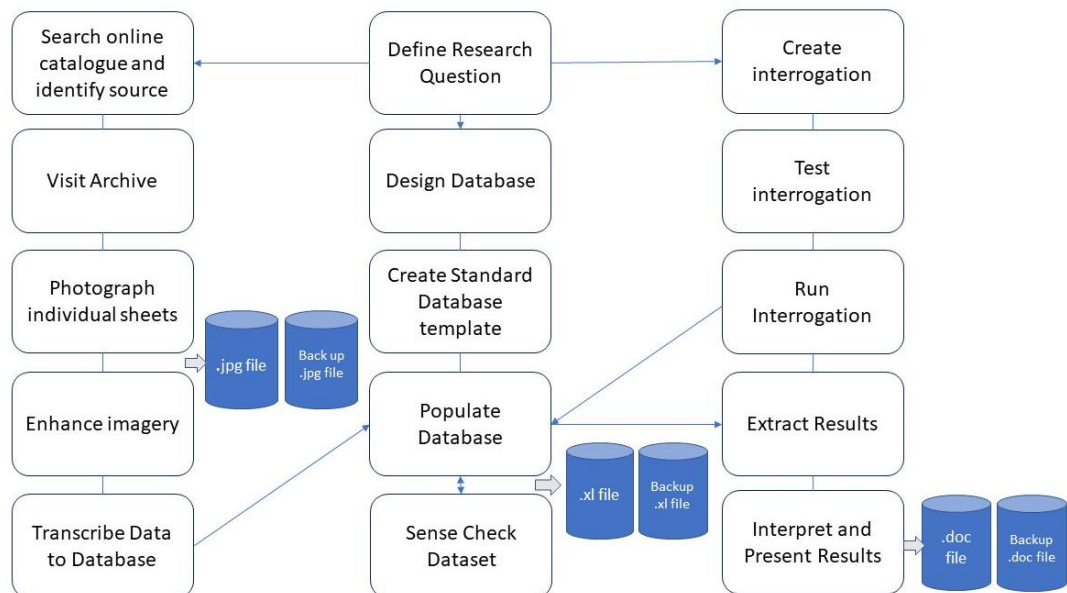 Search online
catalogue and
identify source
Define Research
Question
Create
interrogation
Visit Archive
Design Database
Test
interrogation
Photograph
individual sheets
.jpg file
Back up
.jpg file
Create Standard
Database
template
Run
Interrogation
Enhance imagery
Populate
Database
.xl file
Backup
.xl file
Extract Results
Transcribe Data
to Database
Sense Check
Dataset
Interpret and
Present Results
.doc
file
Backup
.doc file